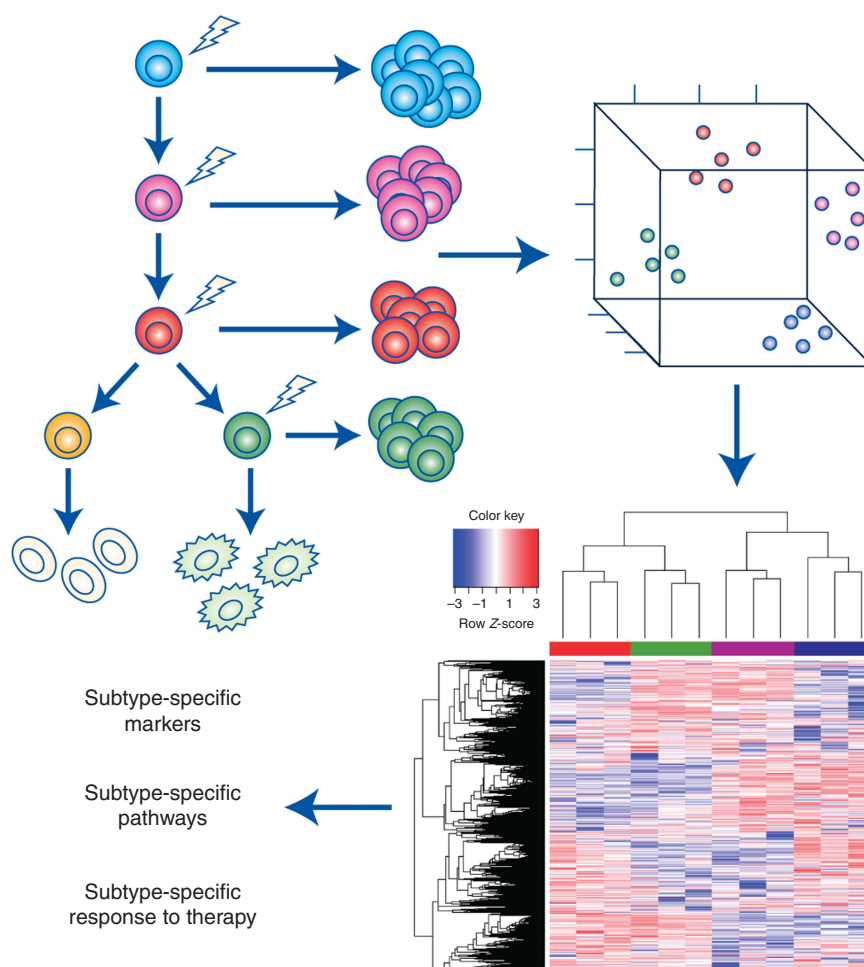 Color key
–3 –1 1 3
Row Z-score
Subtype-specific
markers
Subtype-specific
pathways
Subtype-specific
response to therapy